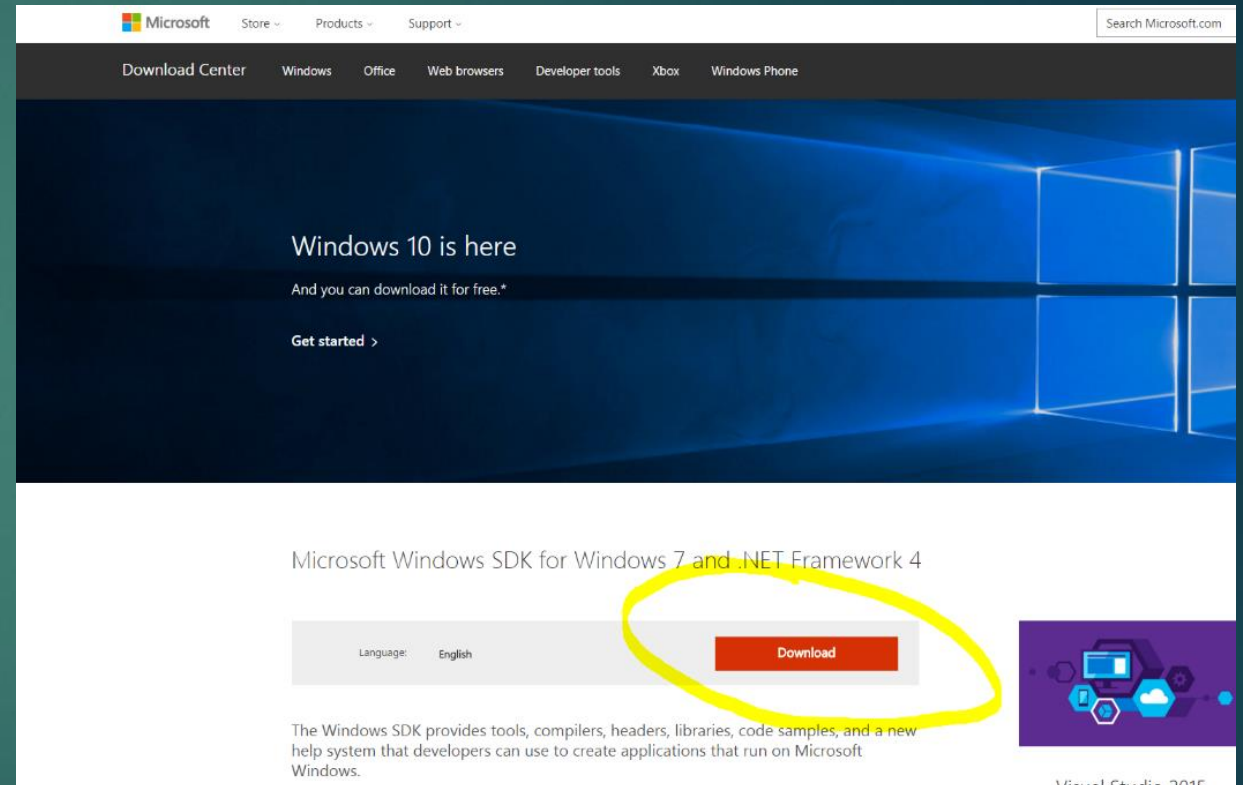 Microsoft Store Products Support Search Microsoft.com
Download Center Windows Office Web browsers Developer tools Xbox Windows Phone
Windows 10 is here
And you can download it for free.*
Get started >
Microsoft Windows SDK for Windows 7 and .NET Framework 4
Language: English Download
The Windows SDK provides tools, compilers, headers, libraries, code samples, and a new
help system that developers can use to create applications that run on Microsoft
Windows.
Visual Studio 2015